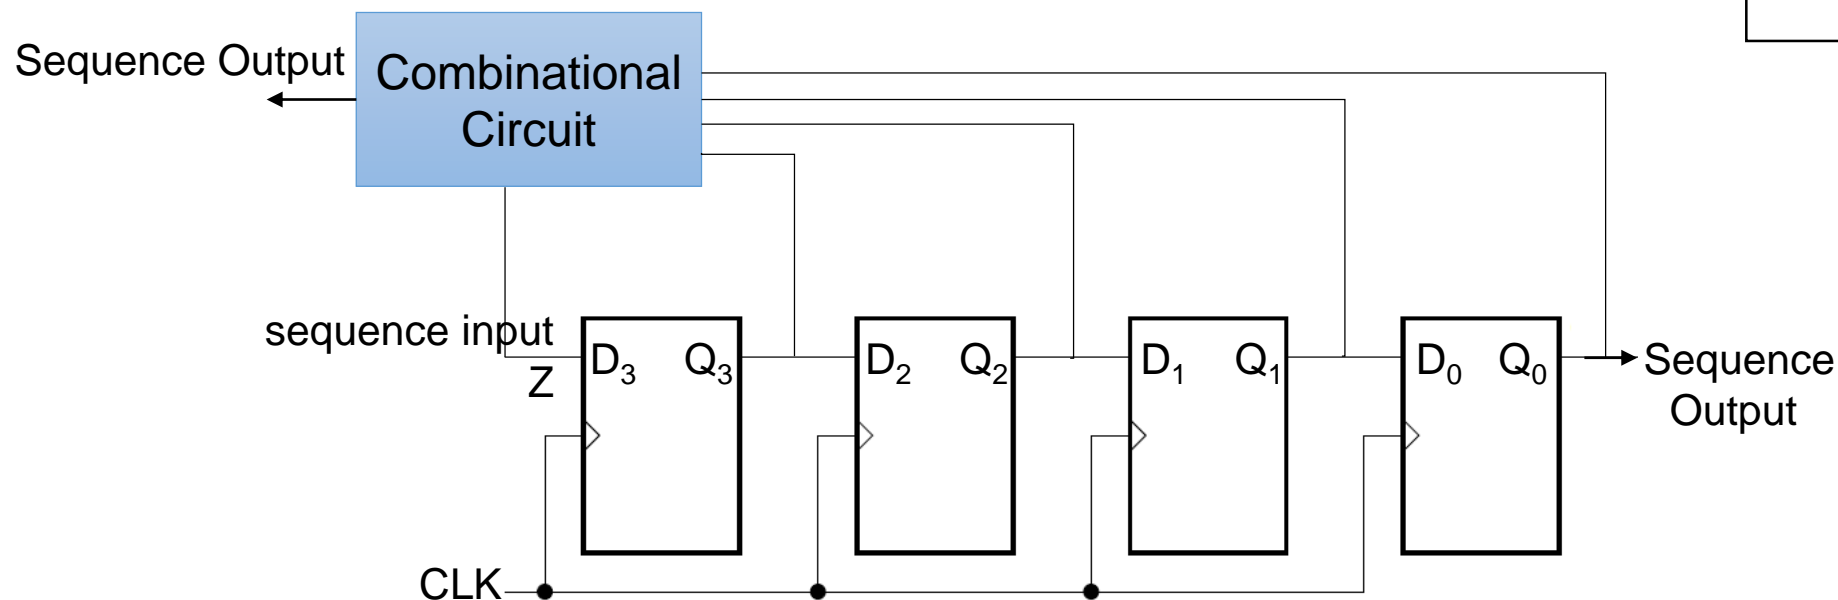 Sequence Output
Combinational
Circuit
sequence input
Z
D₃ Q₃
D₂ Q₂
D₁ Q₁
D₀ Q₀
Sequence
Output
CLK